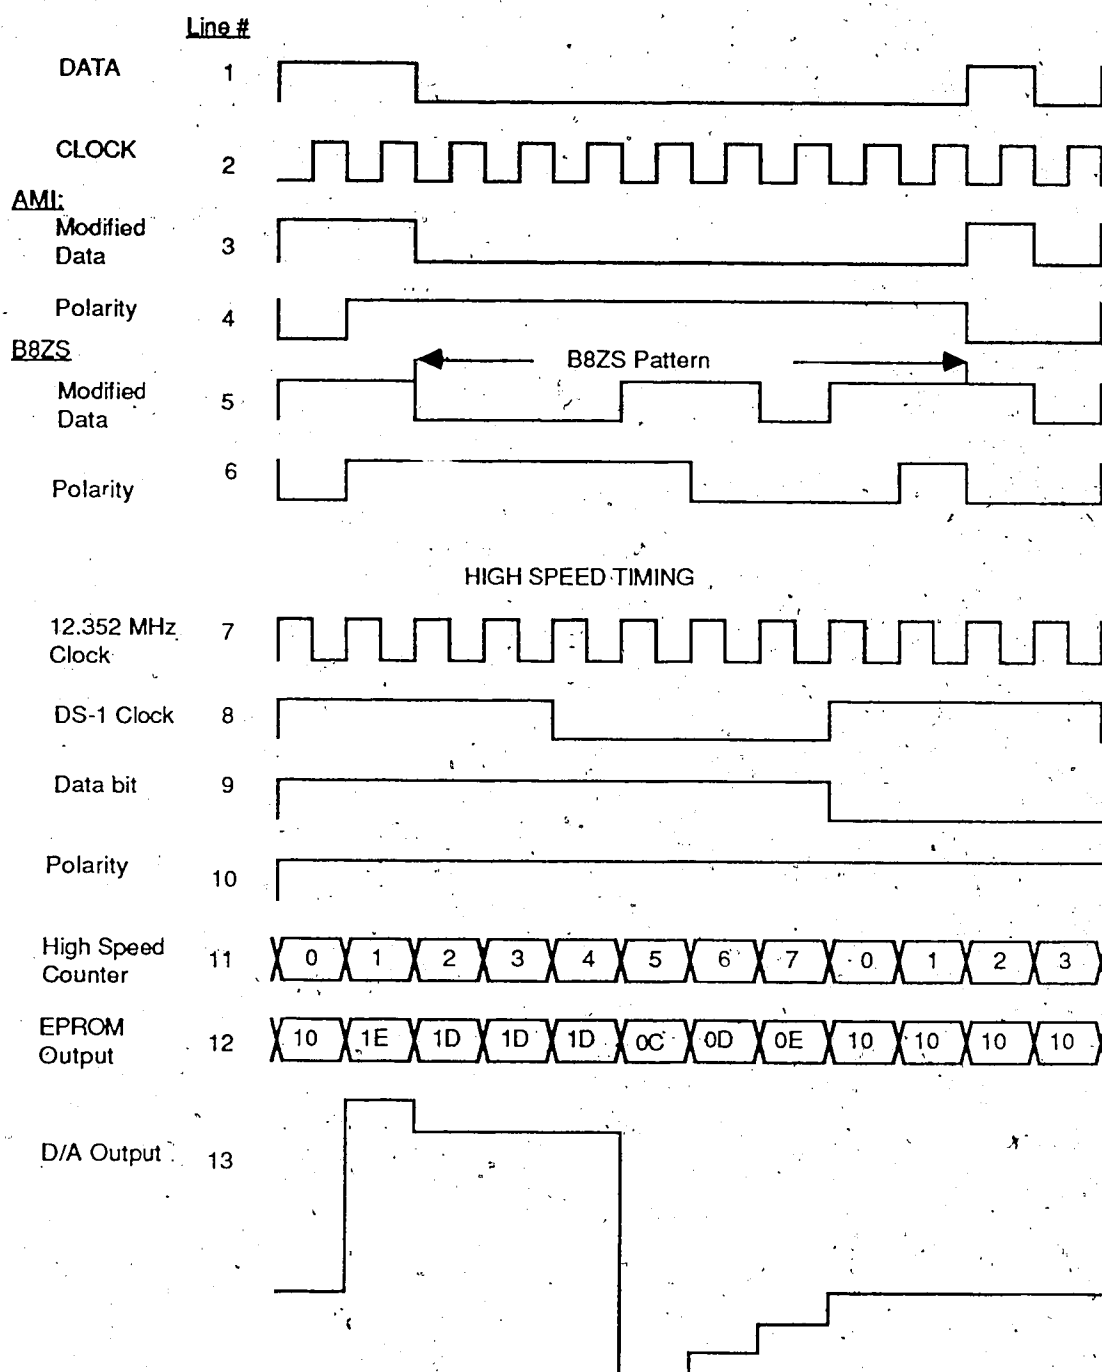 Line #
DATA 1
CLOCK 2
AMI:
Modified
Data 3
Polarity 4
B8ZS
B8ZS Pattern
Modified
Data 5
Polarity 6
HIGH SPEED TIMING
12.352 MHz
Clock 7
DS-1 Clock 8
Data bit 9
Polarity 10
High Speed
Counter 11 0 1 2 3 4 5 6 7 0 1 2 3
EPROM
Output 12 10 1E 1D 1D 1D 0C 0D 0E 10 10 10 10
D/A Output 13